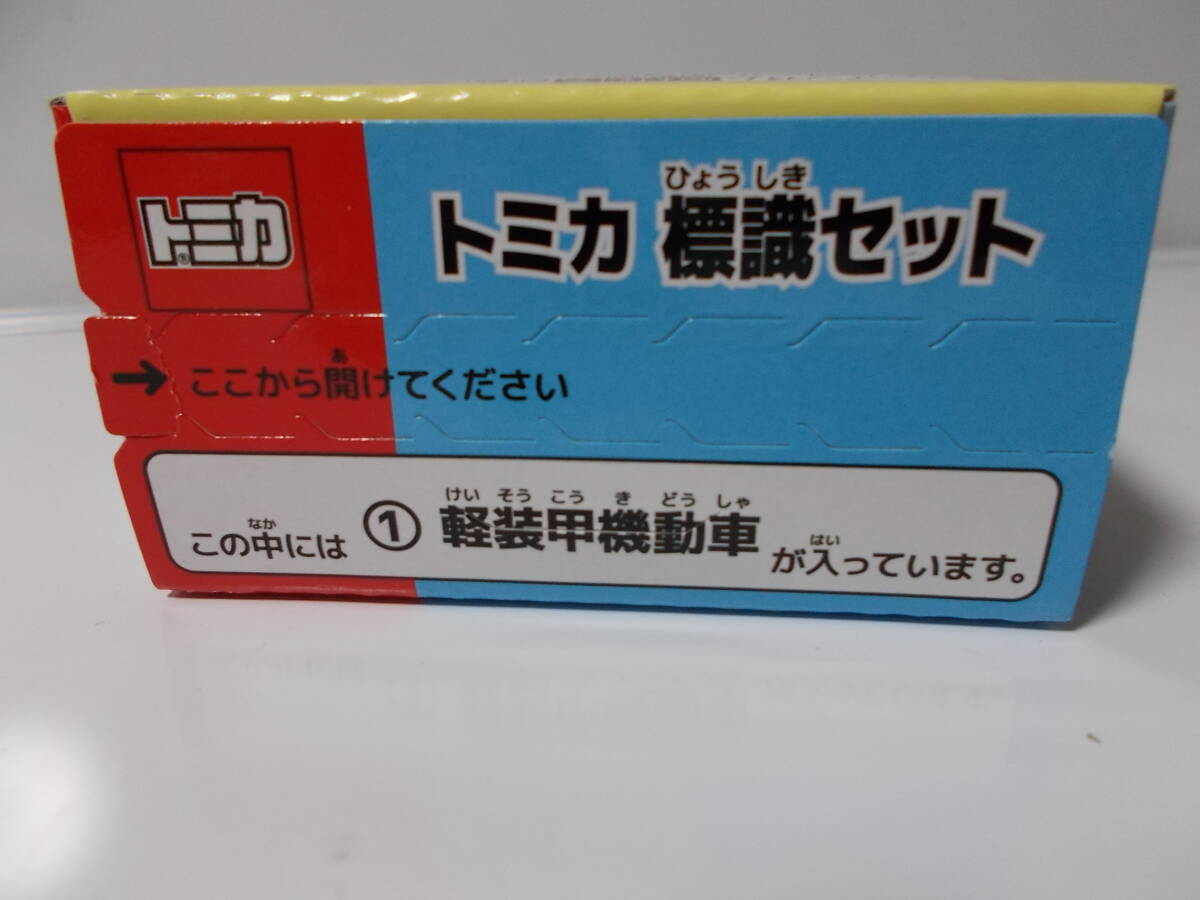 トミカ®
ひょう しき
トミカ 標識セット
あ
→ ここから開けてください
けい そう こう き どう しゃ
なか はい
この中には ① 軽装甲機動車 が入っています。